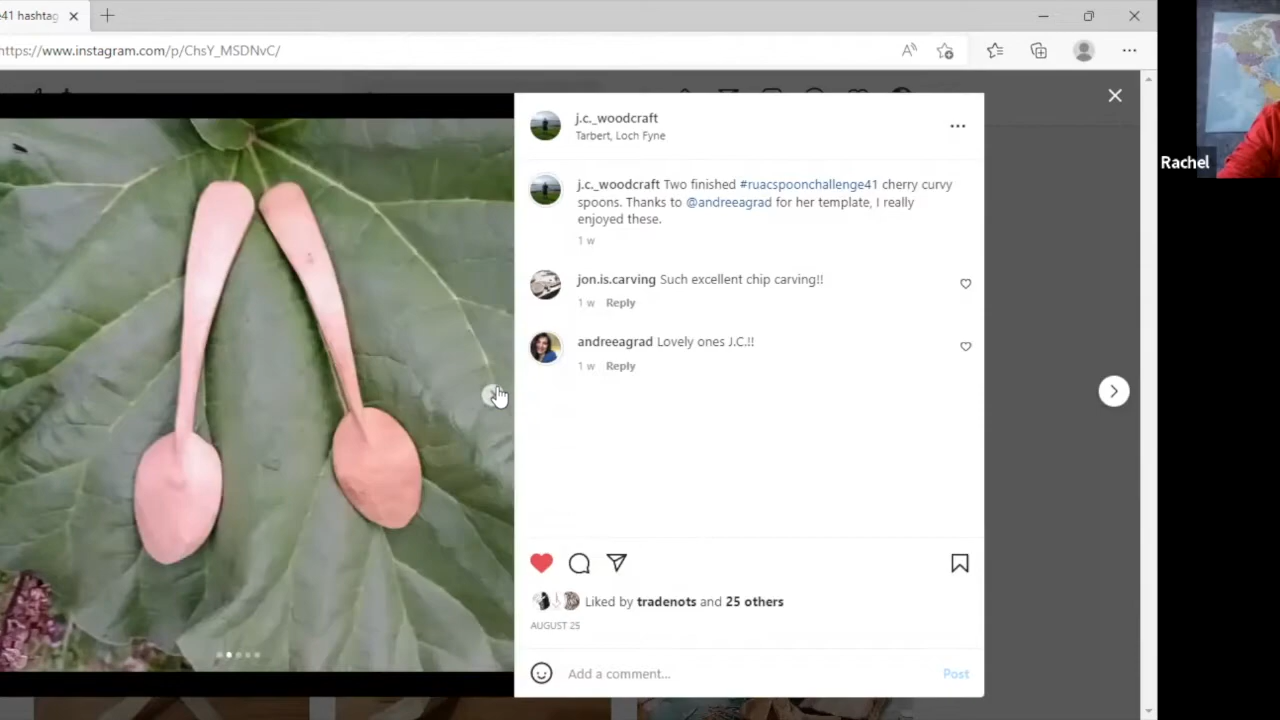 e41 hashtag
https://www.instagram.com/p/ChsY_MSDNvC/
j.c._woodcraft
Tarbert, Loch Fyne
j.c._woodcraft Two finished #ruacspoonchallenge41 cherry curvy
spoons. Thanks to @andreeagrad for her template, I really
enjoyed these.
1 w
jon.is.carving Such excellent chip carving!!
1 w Reply
andreeagrad Lovely ones J.C.!!
1 w Reply
Liked by tradenots and 25 others
AUGUST 25
Add a comment...
Post
Rachel